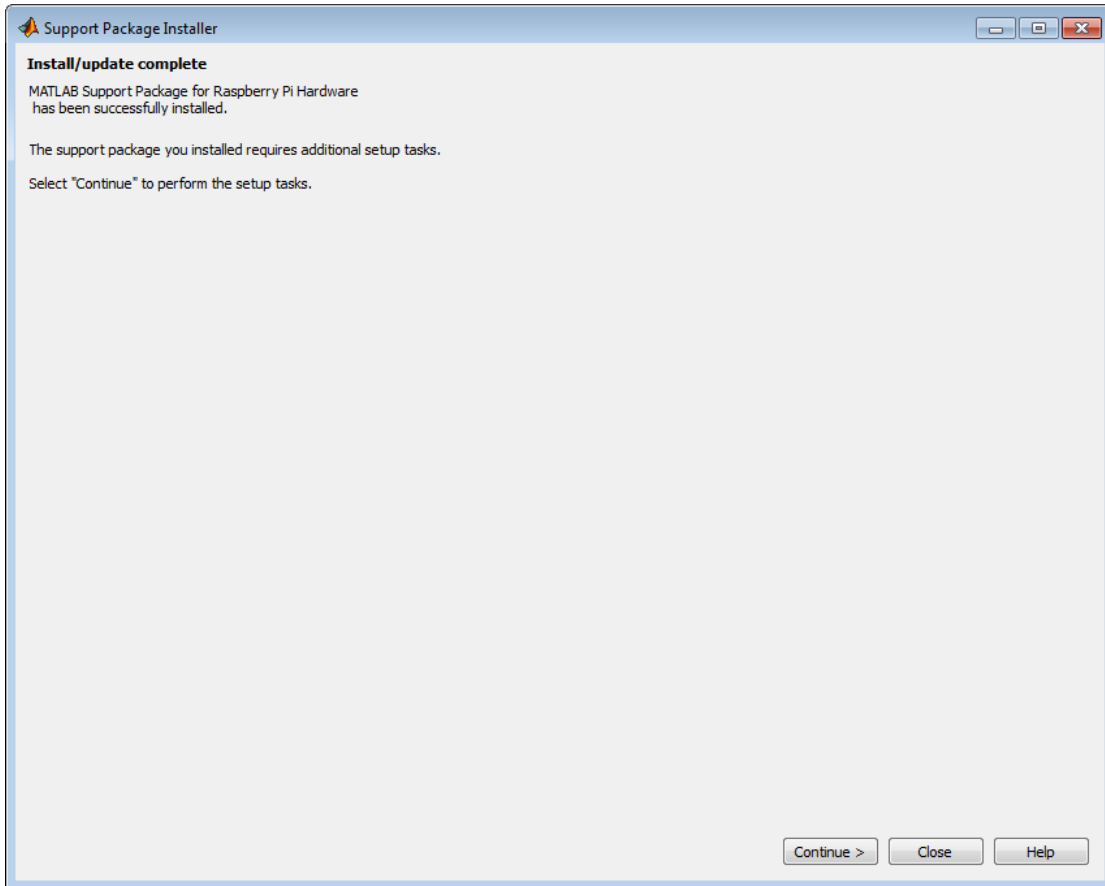 Support Package Installer
Install/update complete
MATLAB Support Package for Raspberry Pi Hardware
has been successfully installed.
The support package you installed requires additional setup tasks.
Select "Continue" to perform the setup tasks.
Continue > Close Help